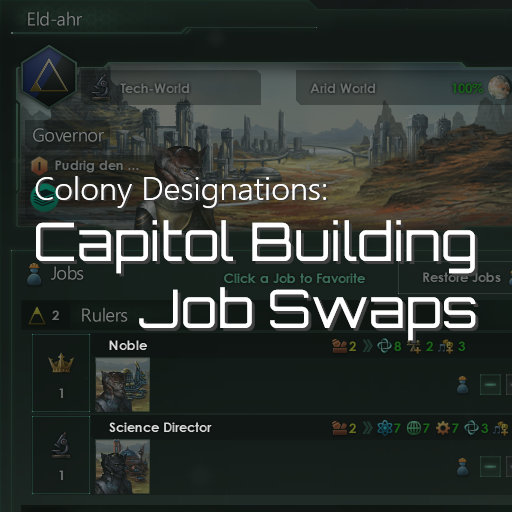 Eld-ahr
Tech-World
Arid World 100%
Governor
Pudrig den ...
Colony Designations:
Capitol Building
Job Swaps
Jobs
Click a Job to Favorite
Restore Jobs
2 Rulers
Noble 2 8 2 3
1
Science Director 2 7 7 7 3
1